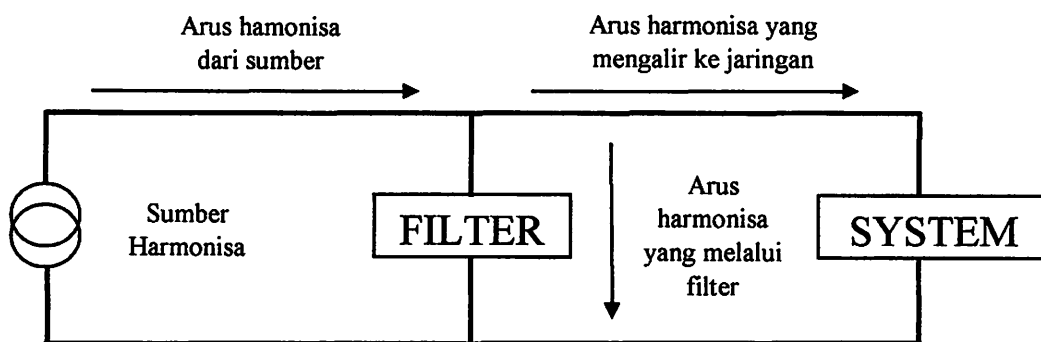 Arus hamonisa
dari sumber
Arus harmonisa yang
mengalir ke jaringan
Sumber
Harmonisa
FILTER
Arus
harmonisa
yang melalui
filter
SYSTEM